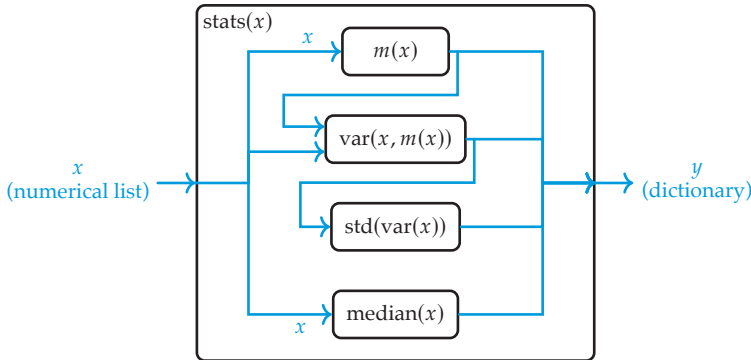 stats(x)
x
m(x)
var(x, m(x))
x
(numerical list)
y
(dictionary)
std(var(x))
x
median(x)